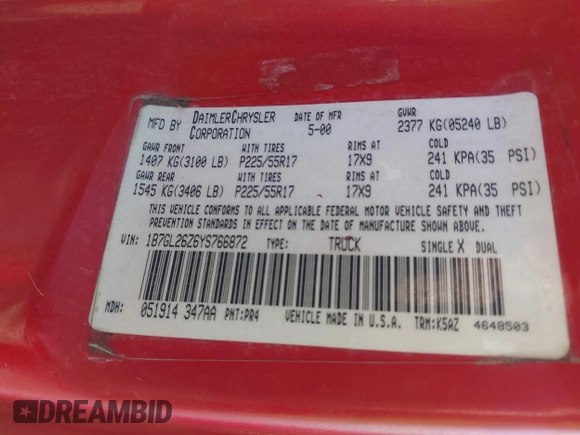 MFD BY DAIMLERCHRYSLER CORPORATION DATE OF MFR 5-00 GVWR 2377 KG(05240 LB)
GAWR FRONT WITH TIRES RIMS AT COLD
1407 KG(3100 LB) P225/55R17 17X9 241 KPA(35 PSI)
GAWR REAR WITH TIRES RIMS AT COLD
1545 KG(3406 LB) P225/55R17 17X9 241 KPA(35 PSI)
THIS VEHICLE CONFORMS TO ALL APPLICABLE FEDERAL MOTOR VEHICLE SAFETY AND THEFT
PREVENTION STANDARDS IN EFFECT ON THE DATE OF MANUFACTURE SHOWN ABOVE.
VIN: 1B7GL26Z6YS766872 TYPE: TRUCK SINGLE X DUAL
MDH: 051914 347AA PNT:PR4 VEHICLE MADE IN U.S.A. TRM:K5AZ 4648503
DREAMBID